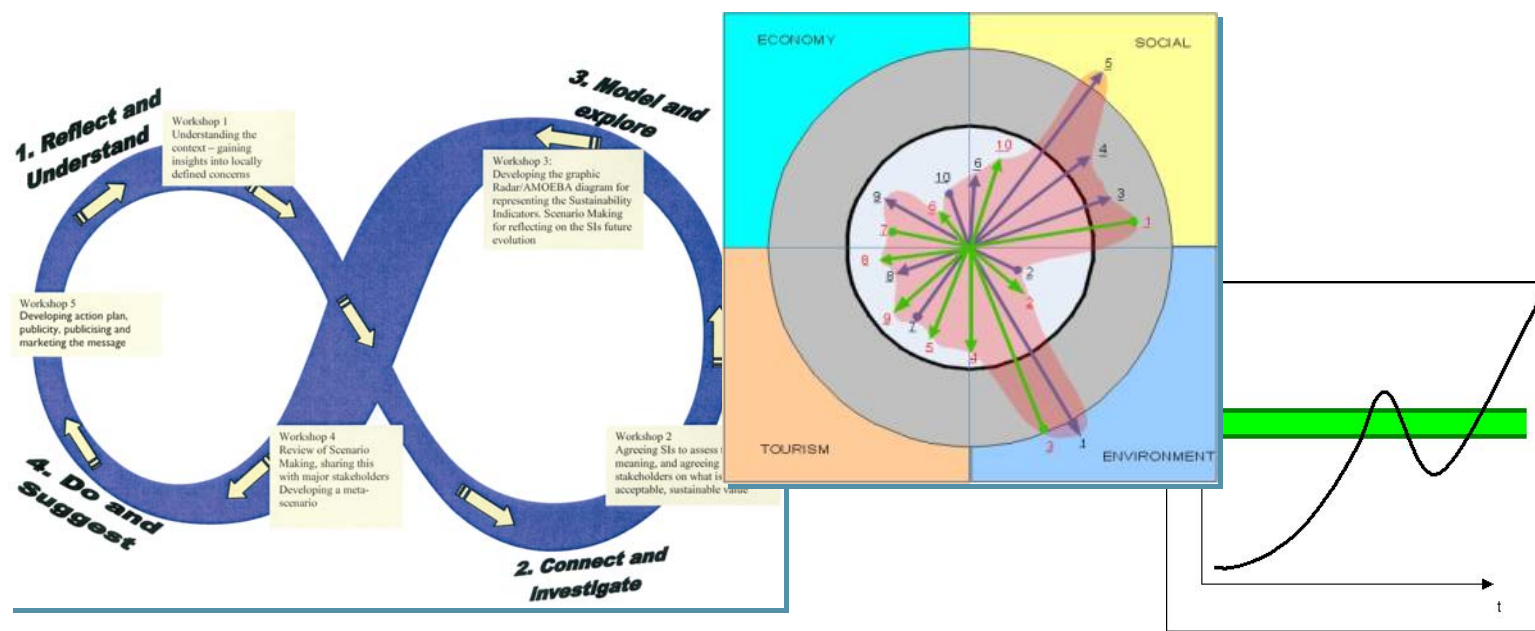 1. Reflect and
Understand
Workshop 1
Understanding the
context – gaining
insights into locally
defined concerns
3. Model and
explore
Workshop 3:
Developing the graphic
Radar/AMOEBA diagram for
representing the Sustainability
Indicators. Scenario Making
for reflecting on the SIs future
evolution
Workshop 5
Developing action plan,
publicity, publicising and
marketing the message
Workshop 4
Review of Scenario
Making, sharing this
with major stakeholders
Developing a meta-
scenario
Workshop 2
Agreeing SIs to assess
meaning, and agreeing
stakeholders on what is
acceptable, sustainable value
4. Do and
Suggest
2. Connect and
investigate
ECONOMY
SOCIAL
5
10
4
6
10
3
9
6
1
7
8
2
8
2
9
7
5
4
3
1
TOURISM
ENVIRONMENT
t